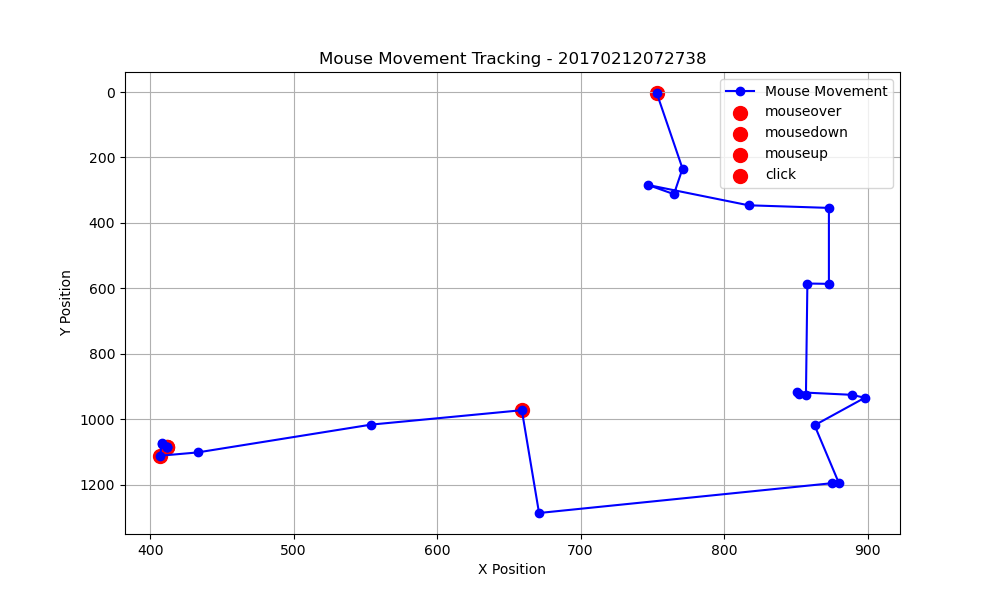 Mouse Movement Tracking - 20170212072738
Mouse Movement
mouseover
mousedown
mouseup
click
0
200
400
600
800
1000
1200
Y Position
400 500 600 700 800 900
X Position